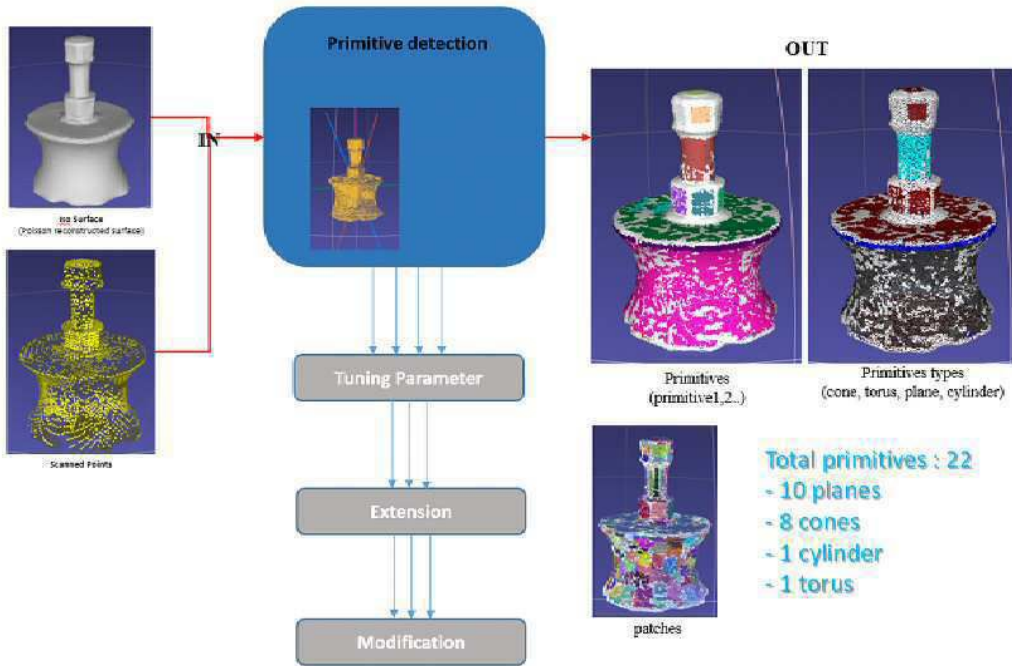 Primitive detection
OUT
IN
Iso Surface
(Poisson reconstructed surface)
Scanned Points
Tuning Parameter
Extension
Modification
Primitives
(primitive1,2..)
Primitives types
(cone, torus, plane, cylinder)
patches
Total primitives : 22
- 10 planes
- 8 cones
- 1 cylinder
- 1 torus